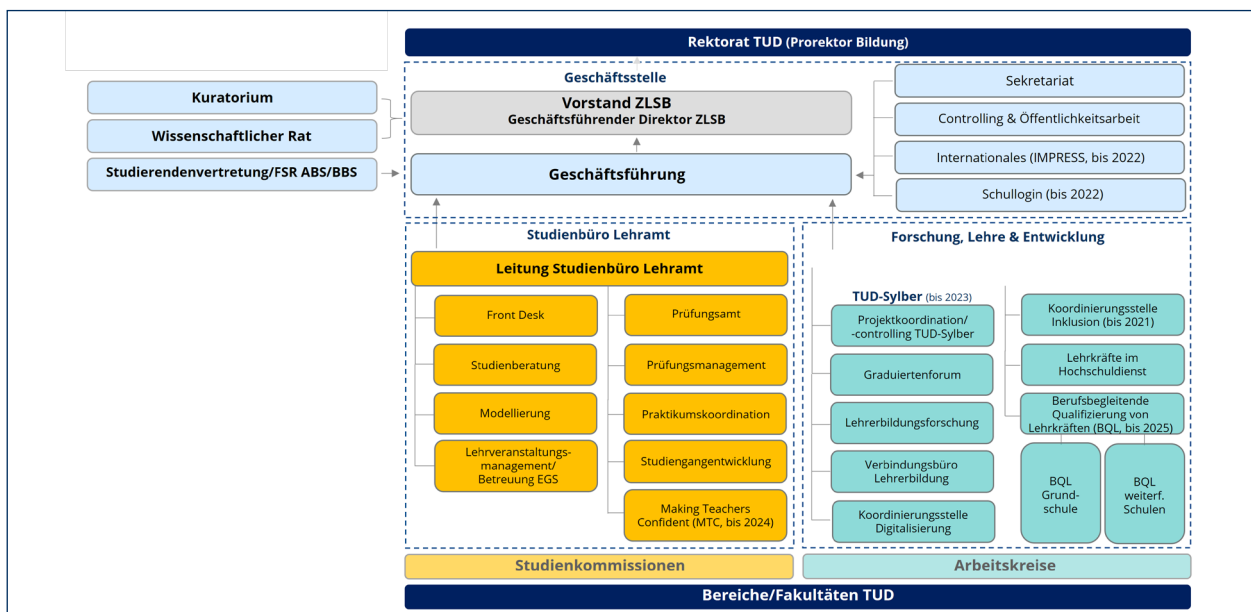 Rektorat TUD (Prorektor Bildung)
Geschäftsstelle
Vorstand ZLSB
Geschäftsführender Direktor ZLSB
Geschäftsführung
Kuratorium
Wissenschaftlicher Rat
Studierendenvertretung/FSR ABS/BBS
Sekretariat
Controlling & Öffentlichkeitsarbeit
Internationales (IMPRESS, bis 2022)
Schullogin (bis 2022)
Studienbüro Lehramt
Leitung Studienbüro Lehramt
Front Desk
Studienberatung
Modellierung
Lehrveranstaltungs-
management/
Betreuung EGS
Prüfungsamt
Prüfungsmanagement
Praktikumskoordination
Studiengangentwicklung
Making Teachers
Confident (MTC, bis 2024)
Forschung, Lehre & Entwicklung
TUD-Sylber (bis 2023)
Projektkoordination/
-controlling TUD-Sylber
Graduiertenforum
Lehrerbildungsforschung
Verbindungsbüro
Lehrerbildung
Koordinierungsstelle
Digitalisierung
Koordinierungsstelle
Inklusion (bis 2021)
Lehrkräfte im
Hochschuldienst
Berufsbegleitende
Qualifizierung von
Lehrkräften (BQL, bis 2025)
BQL
Grund-
schule
BQL
weiterf.
Schulen
Studienkommissionen
Arbeitskreise
Bereiche/Fakultäten TUD